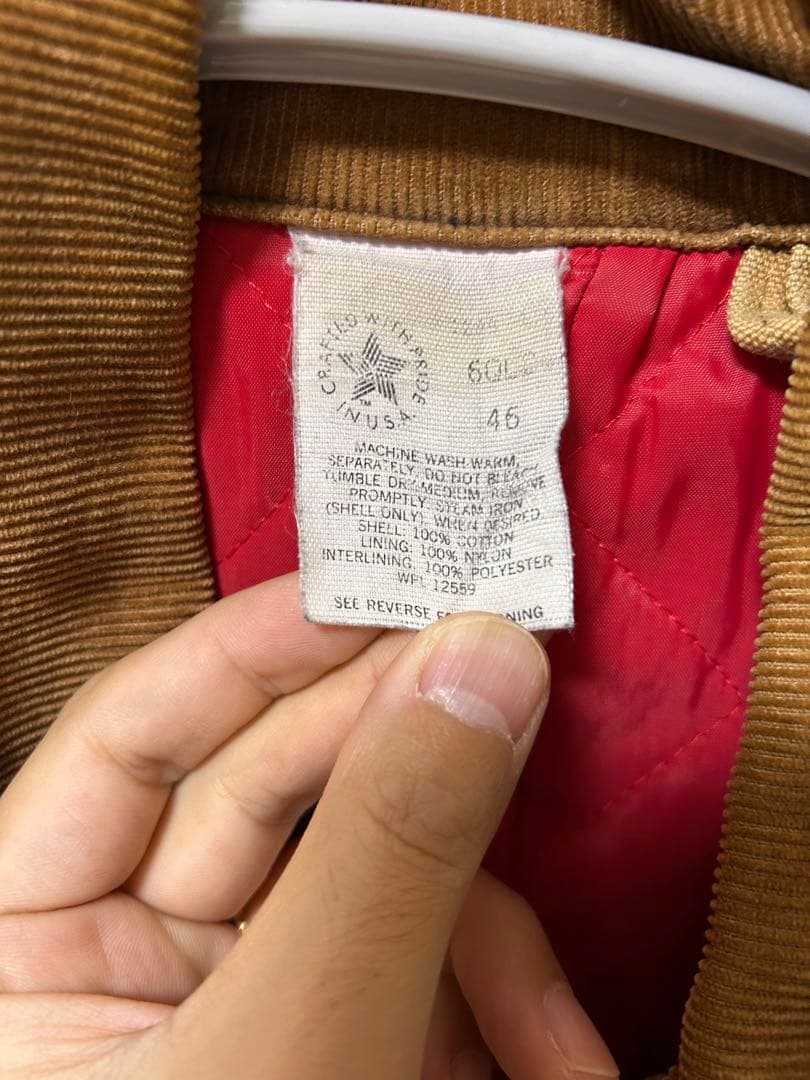 CRAFTED WITH PRIDE
IN U.S.A.
TM
46
MACHINE WASH WARM,
SEPARATELY, DO NOT BLEACH
TUMBLE DRY MEDIUM, REMOVE
PROMPTLY, STEAM IRON
(SHELL ONLY), WHEN DESIRED
SHELL: 100% COTTON
LINING: 100% NYLON
INTERLINING: 100% POLYESTER
WPL 12559
SEE REVERSE